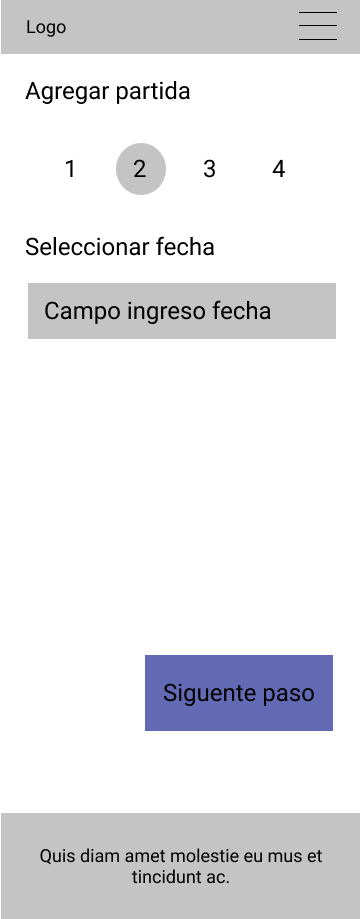 Logo
Agregar partida
1 2 3 4
Seleccionar fecha
Campo ingreso fecha
Siguente paso
Quis diam amet molestie eu mus et
tincidunt ac.